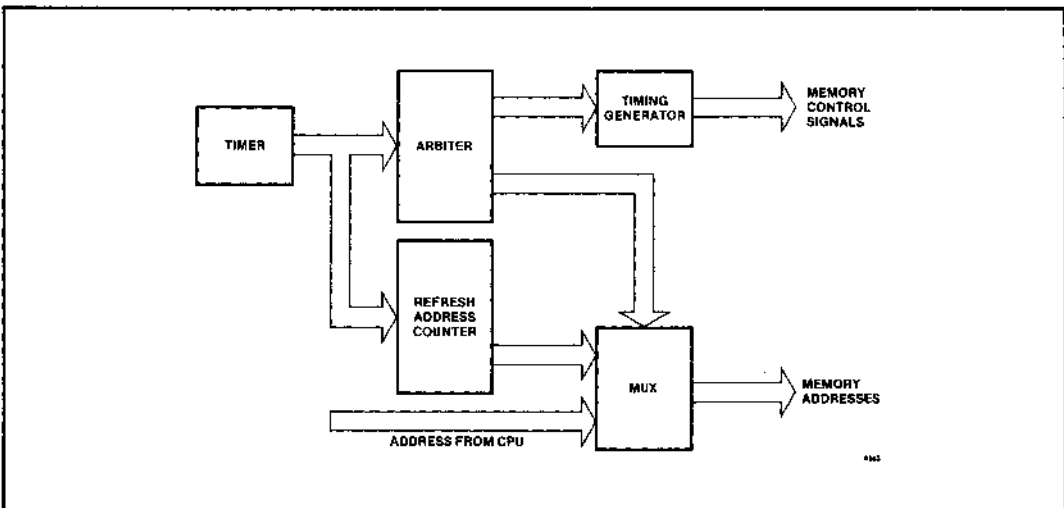 TIMER
ARBITER
TIMING
GENERATOR
MEMORY
CONTROL
SIGNALS
REFRESH
ADDRESS
COUNTER
MUX
MEMORY
ADDRESSES
ADDRESS FROM CPU